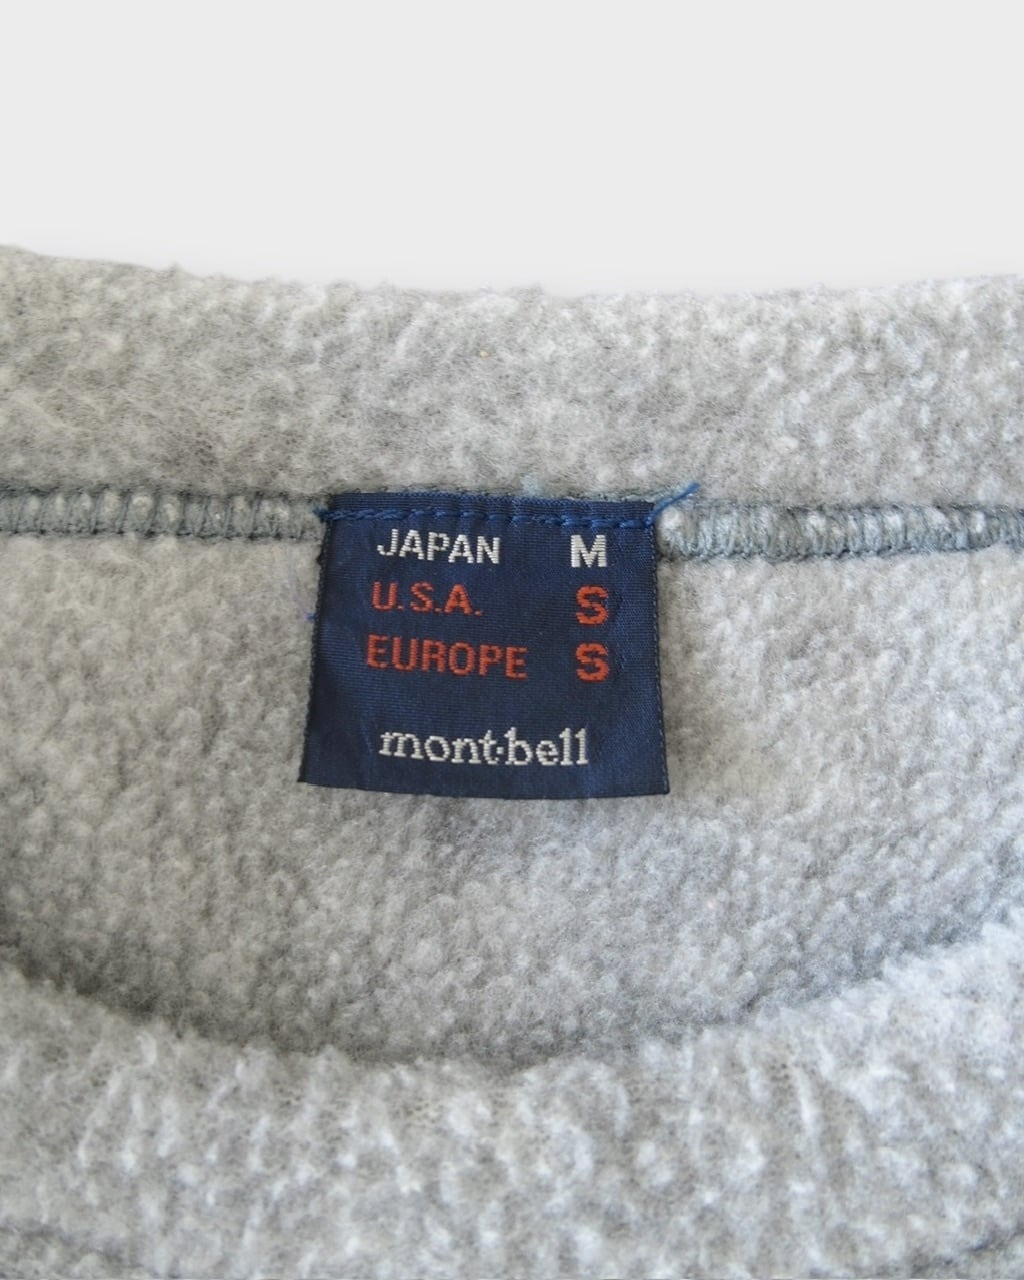 JAPAN M
U.S.A. S
EUROPE S
mont·bell